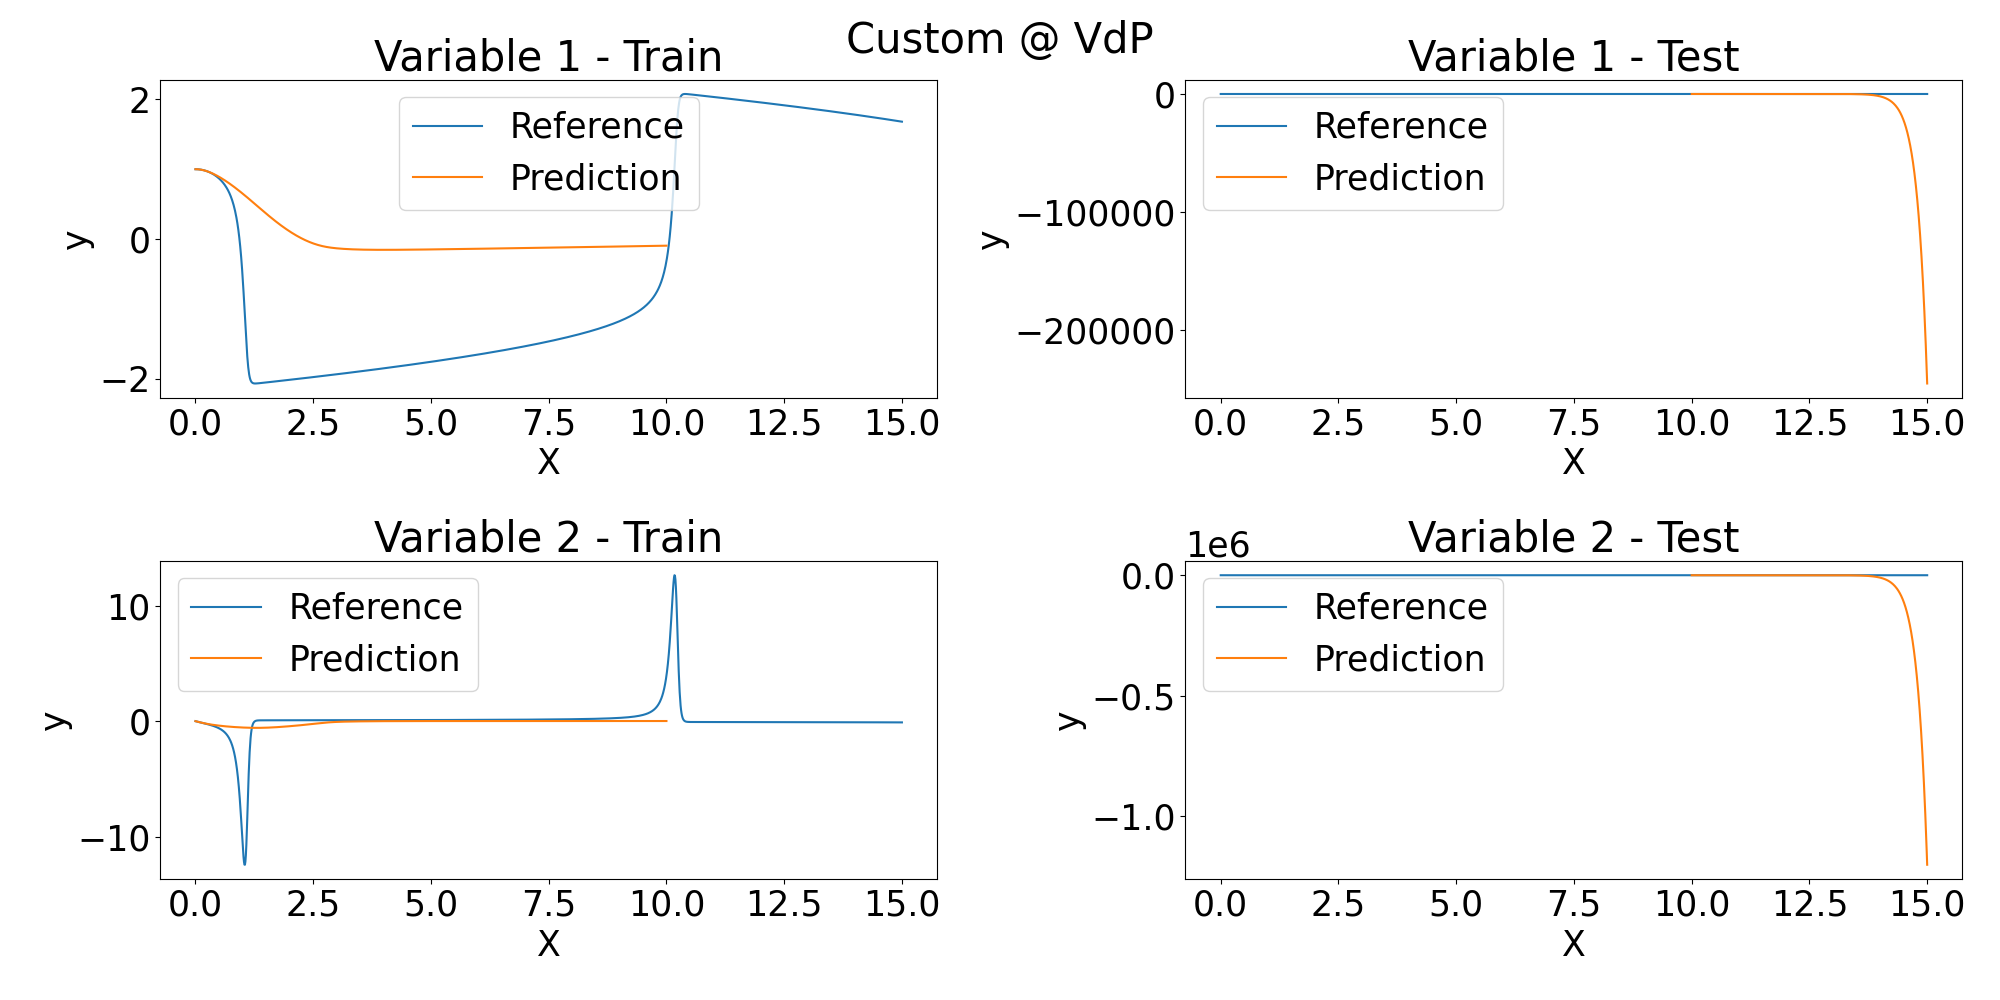 Custom @ VdP
Variable 1 - Train
2
0
−2
y
Reference
Prediction
0.0 2.5 5.0 7.5 10.0 12.5 15.0
X
Variable 1 - Test
0
−100000
−200000
y
Reference
Prediction
0.0 2.5 5.0 7.5 10.0 12.5 15.0
X
Variable 2 - Train
10
0
−10
y
Reference
Prediction
0.0 2.5 5.0 7.5 10.0 12.5 15.0
X
Variable 2 - Test
1e6
0.0
−0.5
−1.0
y
Reference
Prediction
0.0 2.5 5.0 7.5 10.0 12.5 15.0
X